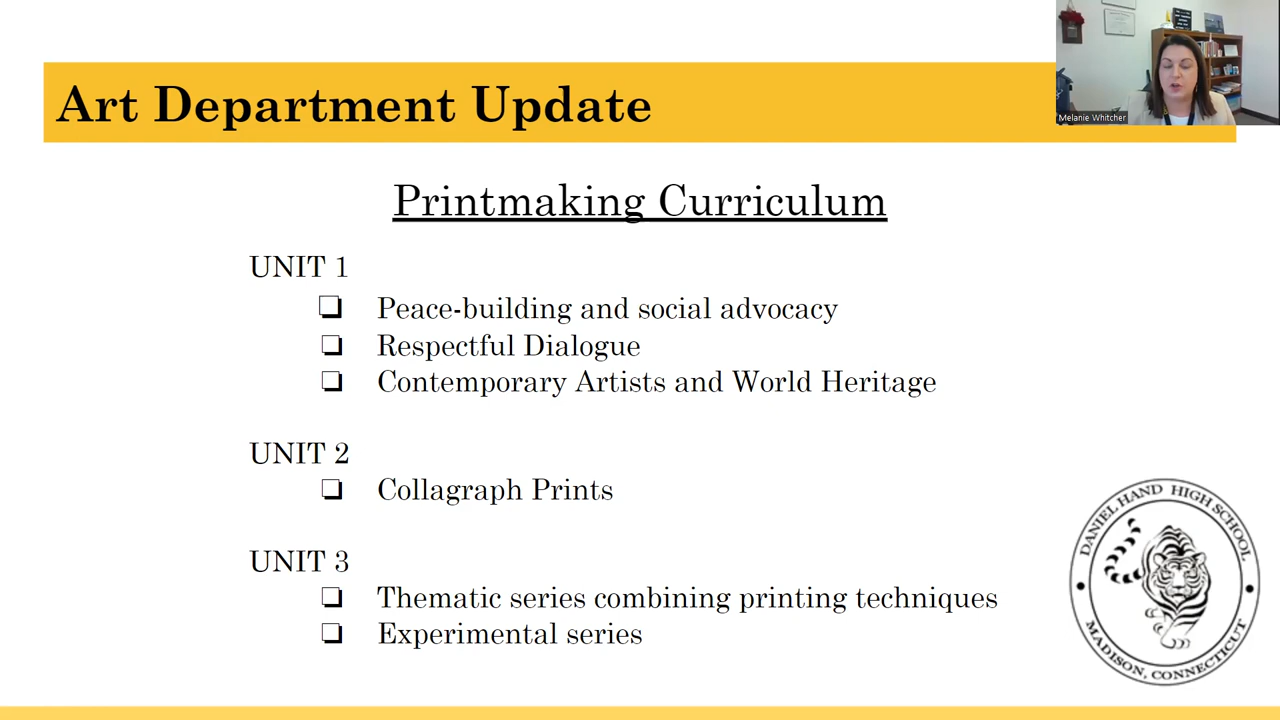 Art Department Update
Melanie Whitcher
Printmaking Curriculum
UNIT 1
❏ Peace-building and social advocacy
❏ Respectful Dialogue
❏ Contemporary Artists and World Heritage
UNIT 2
❏ Collagraph Prints
UNIT 3
❏ Thematic series combining printing techniques
❏ Experimental series
DANIEL HAND HIGH SCHOOL
MADISON, CONNECTICUT